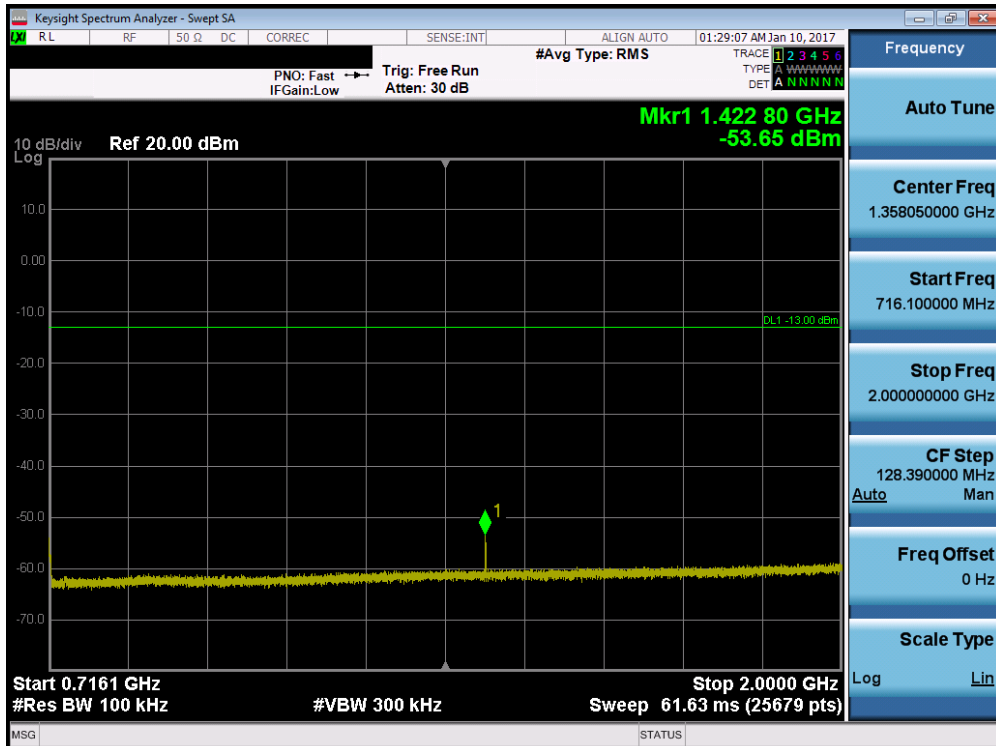 Keysight Spectrum Analyzer - Swept SA
LXI RL RF 50 Ω DC CORREC SENSE:INT ALIGN AUTO 01:29:07 AM Jan 10, 2017
#Avg Type: RMS
TRACE 1 2 3 4 5 6
PNO: Fast Trig: Free Run
TYPE A WWWWW
IFGain:Low Atten: 30 dB
DET A N N N N N
Mkr1 1.422 80 GHz
-53.65 dBm
10 dB/div Ref 20.00 dBm
Log
10.0
0.00
-10.0
DL1 -13.00 dBm
-20.0
-30.0
-40.0
-50.0
1
-60.0
-70.0
Start 0.7161 GHz Stop 2.0000 GHz
#Res BW 100 kHz #VBW 300 kHz Sweep 61.63 ms (25679 pts)
MSG STATUS
Frequency
Auto Tune
Center Freq
1.358050000 GHz
Start Freq
716.100000 MHz
Stop Freq
2.000000000 GHz
CF Step
128.390000 MHz
Auto Man
Freq Offset
0 Hz
Scale Type
Log Lin